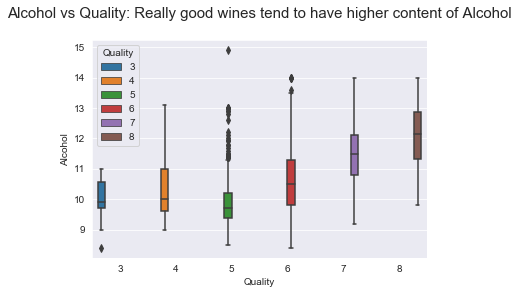 Alcohol vs Quality: Really good wines tend to have higher content of Alcohol
15
14
13
12
11
10
9
Alcohol
Quality
3
4
5
6
7
8
3 4 5 6 7 8
Quality